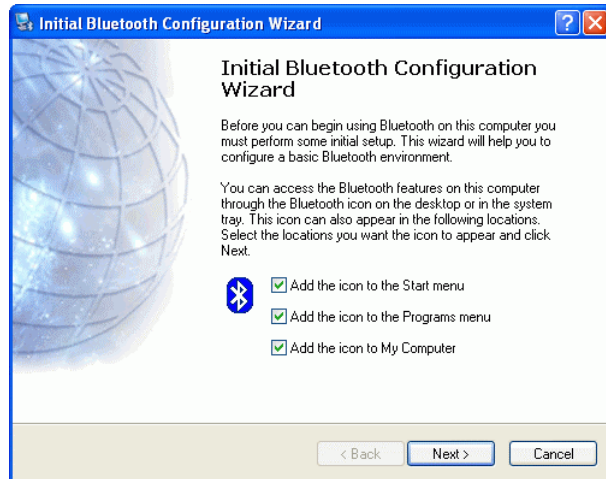 Initial Bluetooth Configuration Wizard
Initial Bluetooth Configuration
Wizard
Before you can begin using Bluetooth on this computer you
must perform some initial setup. This wizard will help you to
configure a basic Bluetooth environment.
You can access the Bluetooth features on this computer
through the Bluetooth icon on the desktop or in the system
tray. This icon can also appear in the following locations.
Select the locations you want the icon to appear and click
Next.
Add the icon to the Start menu
Add the icon to the Programs menu
Add the icon to My Computer
< Back Next > Cancel